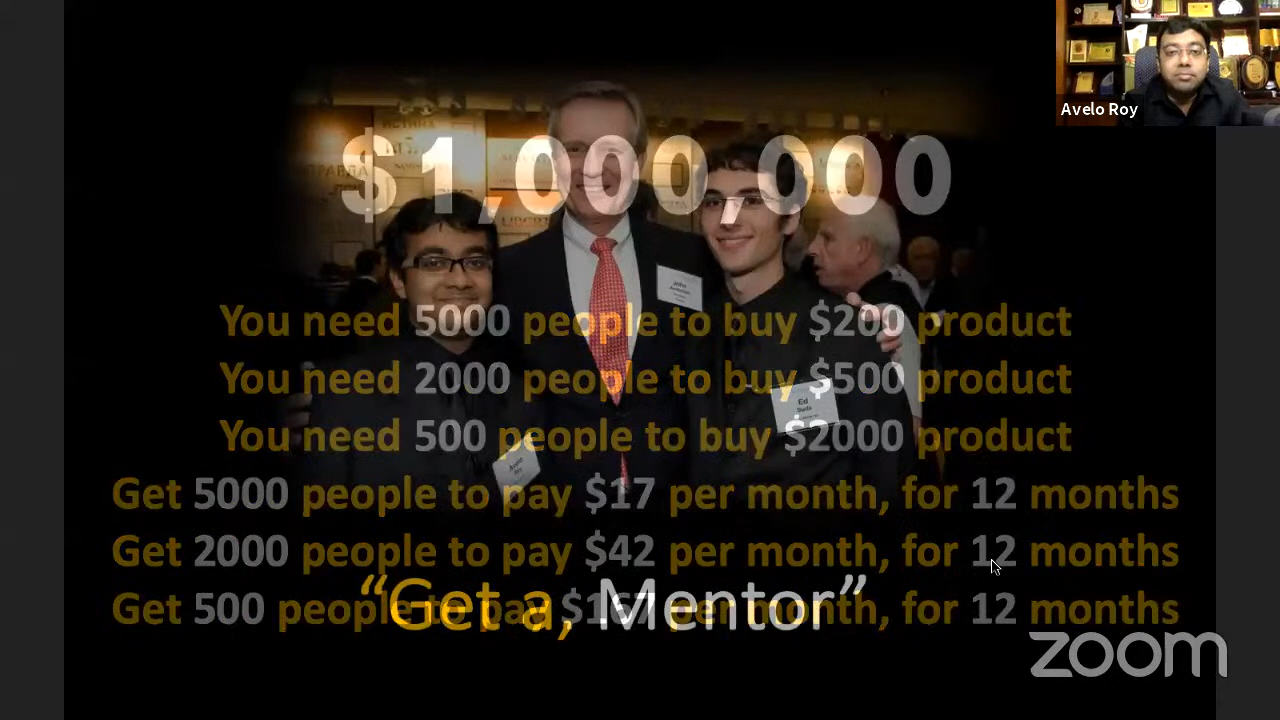 Avelo Roy
$1,000,000
You need 5000 people to buy $200 product
You need 2000 people to buy $500 product
You need 500 people to buy $2000 product
Get 5000 people to pay $17 per month, for 12 months
Get 2000 people to pay $42 per month, for 12 months
Get 500 people to pay $167 per month, for 12 months
“Get a, Mentor”
John
Ed
zoom